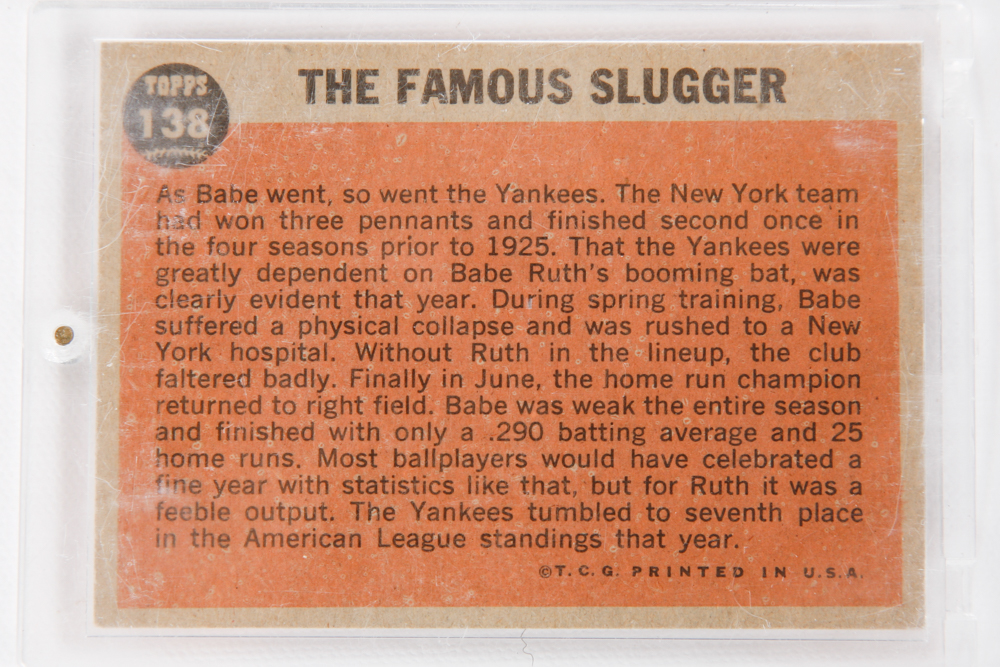 TOPPS
138
THE FAMOUS SLUGGER
As Babe went, so went the Yankees. The New York team
had won three pennants and finished second once in
the four seasons prior to 1925. That the Yankees were
greatly dependent on Babe Ruth's booming bat, was
clearly evident that year. During spring training, Babe
suffered a physical collapse and was rushed to a New
York hospital. Without Ruth in the lineup, the club
faltered badly. Finally in June, the home run champion
returned to right field. Babe was weak the entire season
and finished with only a .290 batting average and 25
home runs. Most ballplayers would have celebrated a
fine year with statistics like that, but for Ruth it was a
feeble output. The Yankees tumbled to seventh place
in the American League standings that year.
©T. C. G. PRINTED IN U.S.A.